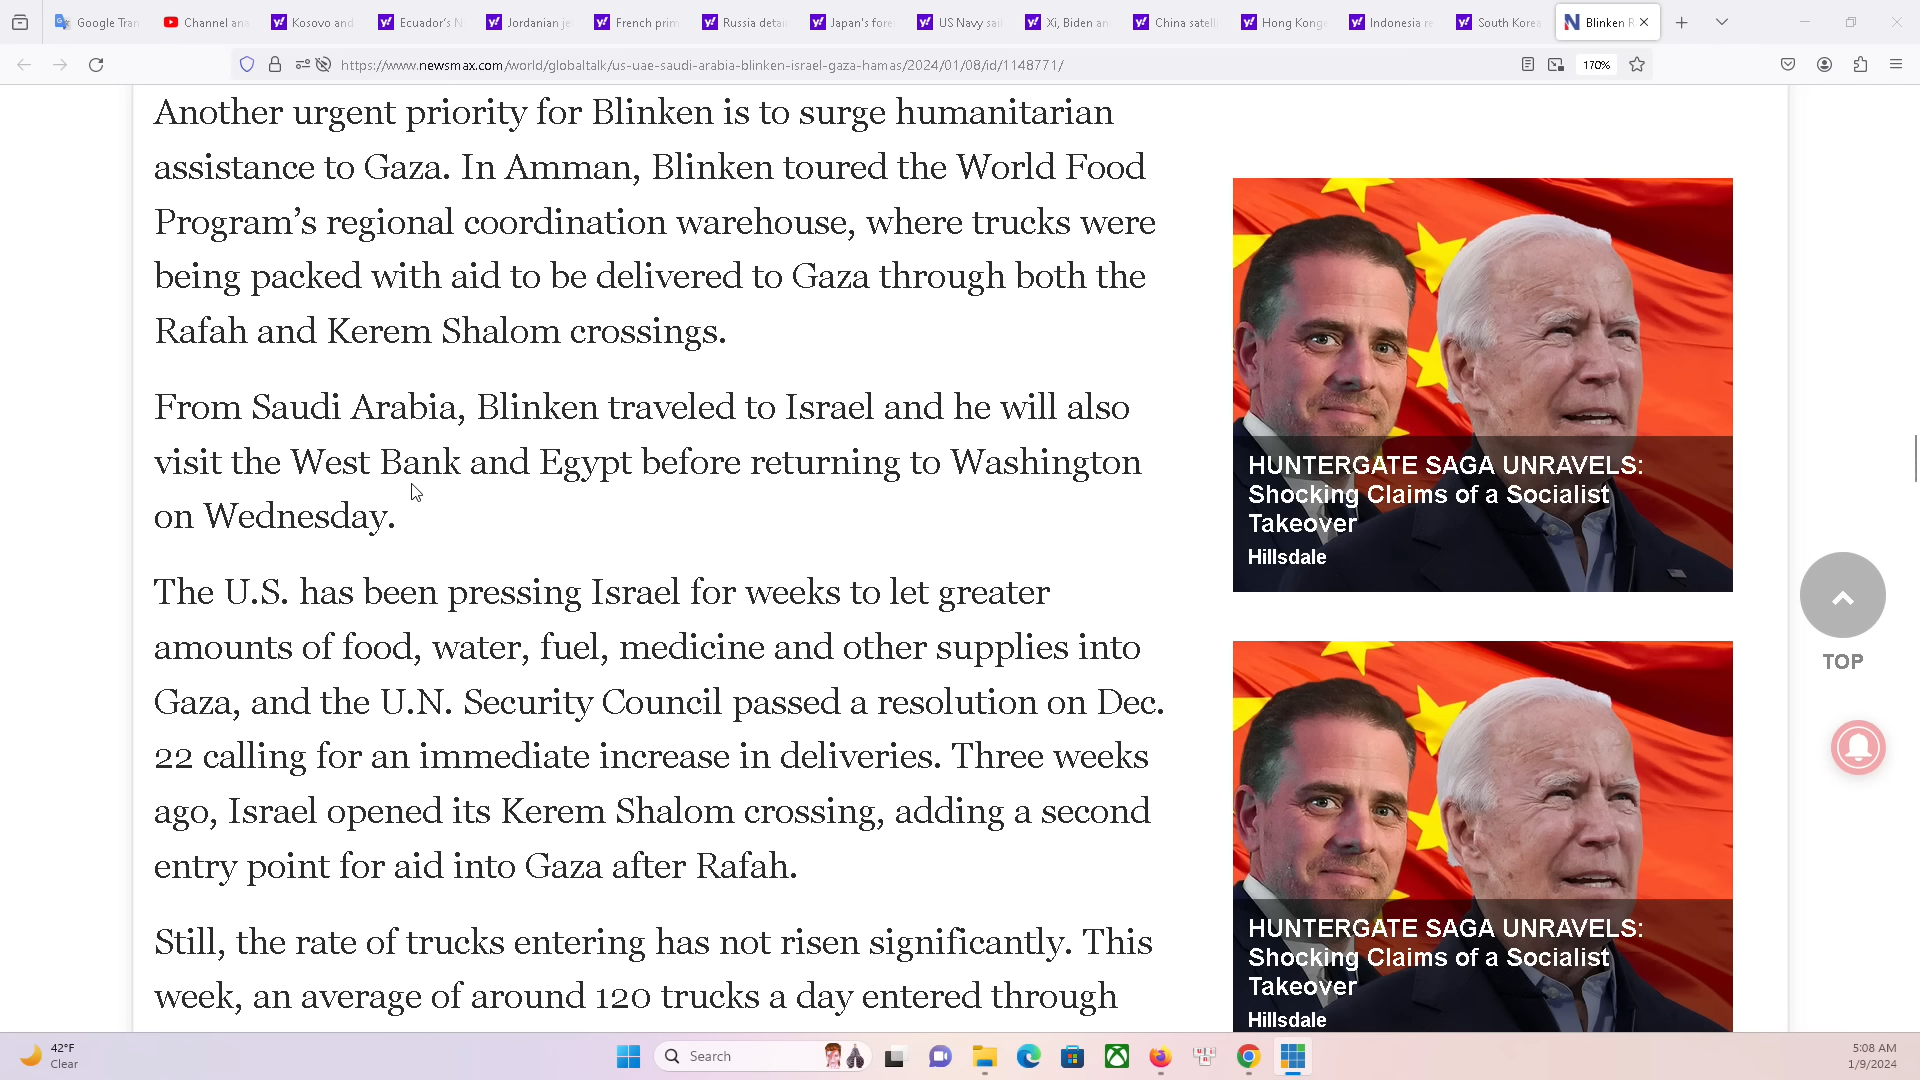 Google Tran
Channel ana
Kosovo and
Ecuador's N
Jordanian je
French prim
Russia detai
Japan's fore
US Navy sai
Xi, Biden an
China satell
Hong Kong
Indonesia re
South Korea
Blinken R
https://www.newsmax.com/world/globaltalk/us-uae-saudi-arabia-blinken-israel-gaza-hamas/2024/01/08/id/1148771/
170%
Another urgent priority for Blinken is to surge humanitarian
assistance to Gaza. In Amman, Blinken toured the World Food
Program's regional coordination warehouse, where trucks were
being packed with aid to be delivered to Gaza through both the
Rafah and Kerem Shalom crossings.
From Saudi Arabia, Blinken traveled to Israel and he will also
visit the West Bank and Egypt before returning to Washington
on Wednesday.
The U.S. has been pressing Israel for weeks to let greater
amounts of food, water, fuel, medicine and other supplies into
Gaza, and the U.N. Security Council passed a resolution on Dec.
22 calling for an immediate increase in deliveries. Three weeks
ago, Israel opened its Kerem Shalom crossing, adding a second
entry point for aid into Gaza after Rafah.
Still, the rate of trucks entering has not risen significantly. This
week, an average of around 120 trucks a day entered through
HUNTERGATE SAGA UNRAVELS:
Shocking Claims of a Socialist
Takeover
Hillsdale
HUNTERGATE SAGA UNRAVELS:
Shocking Claims of a Socialist
Takeover
Hillsdale
TOP
42°F
Clear
Search
5:08 AM
1/9/2024